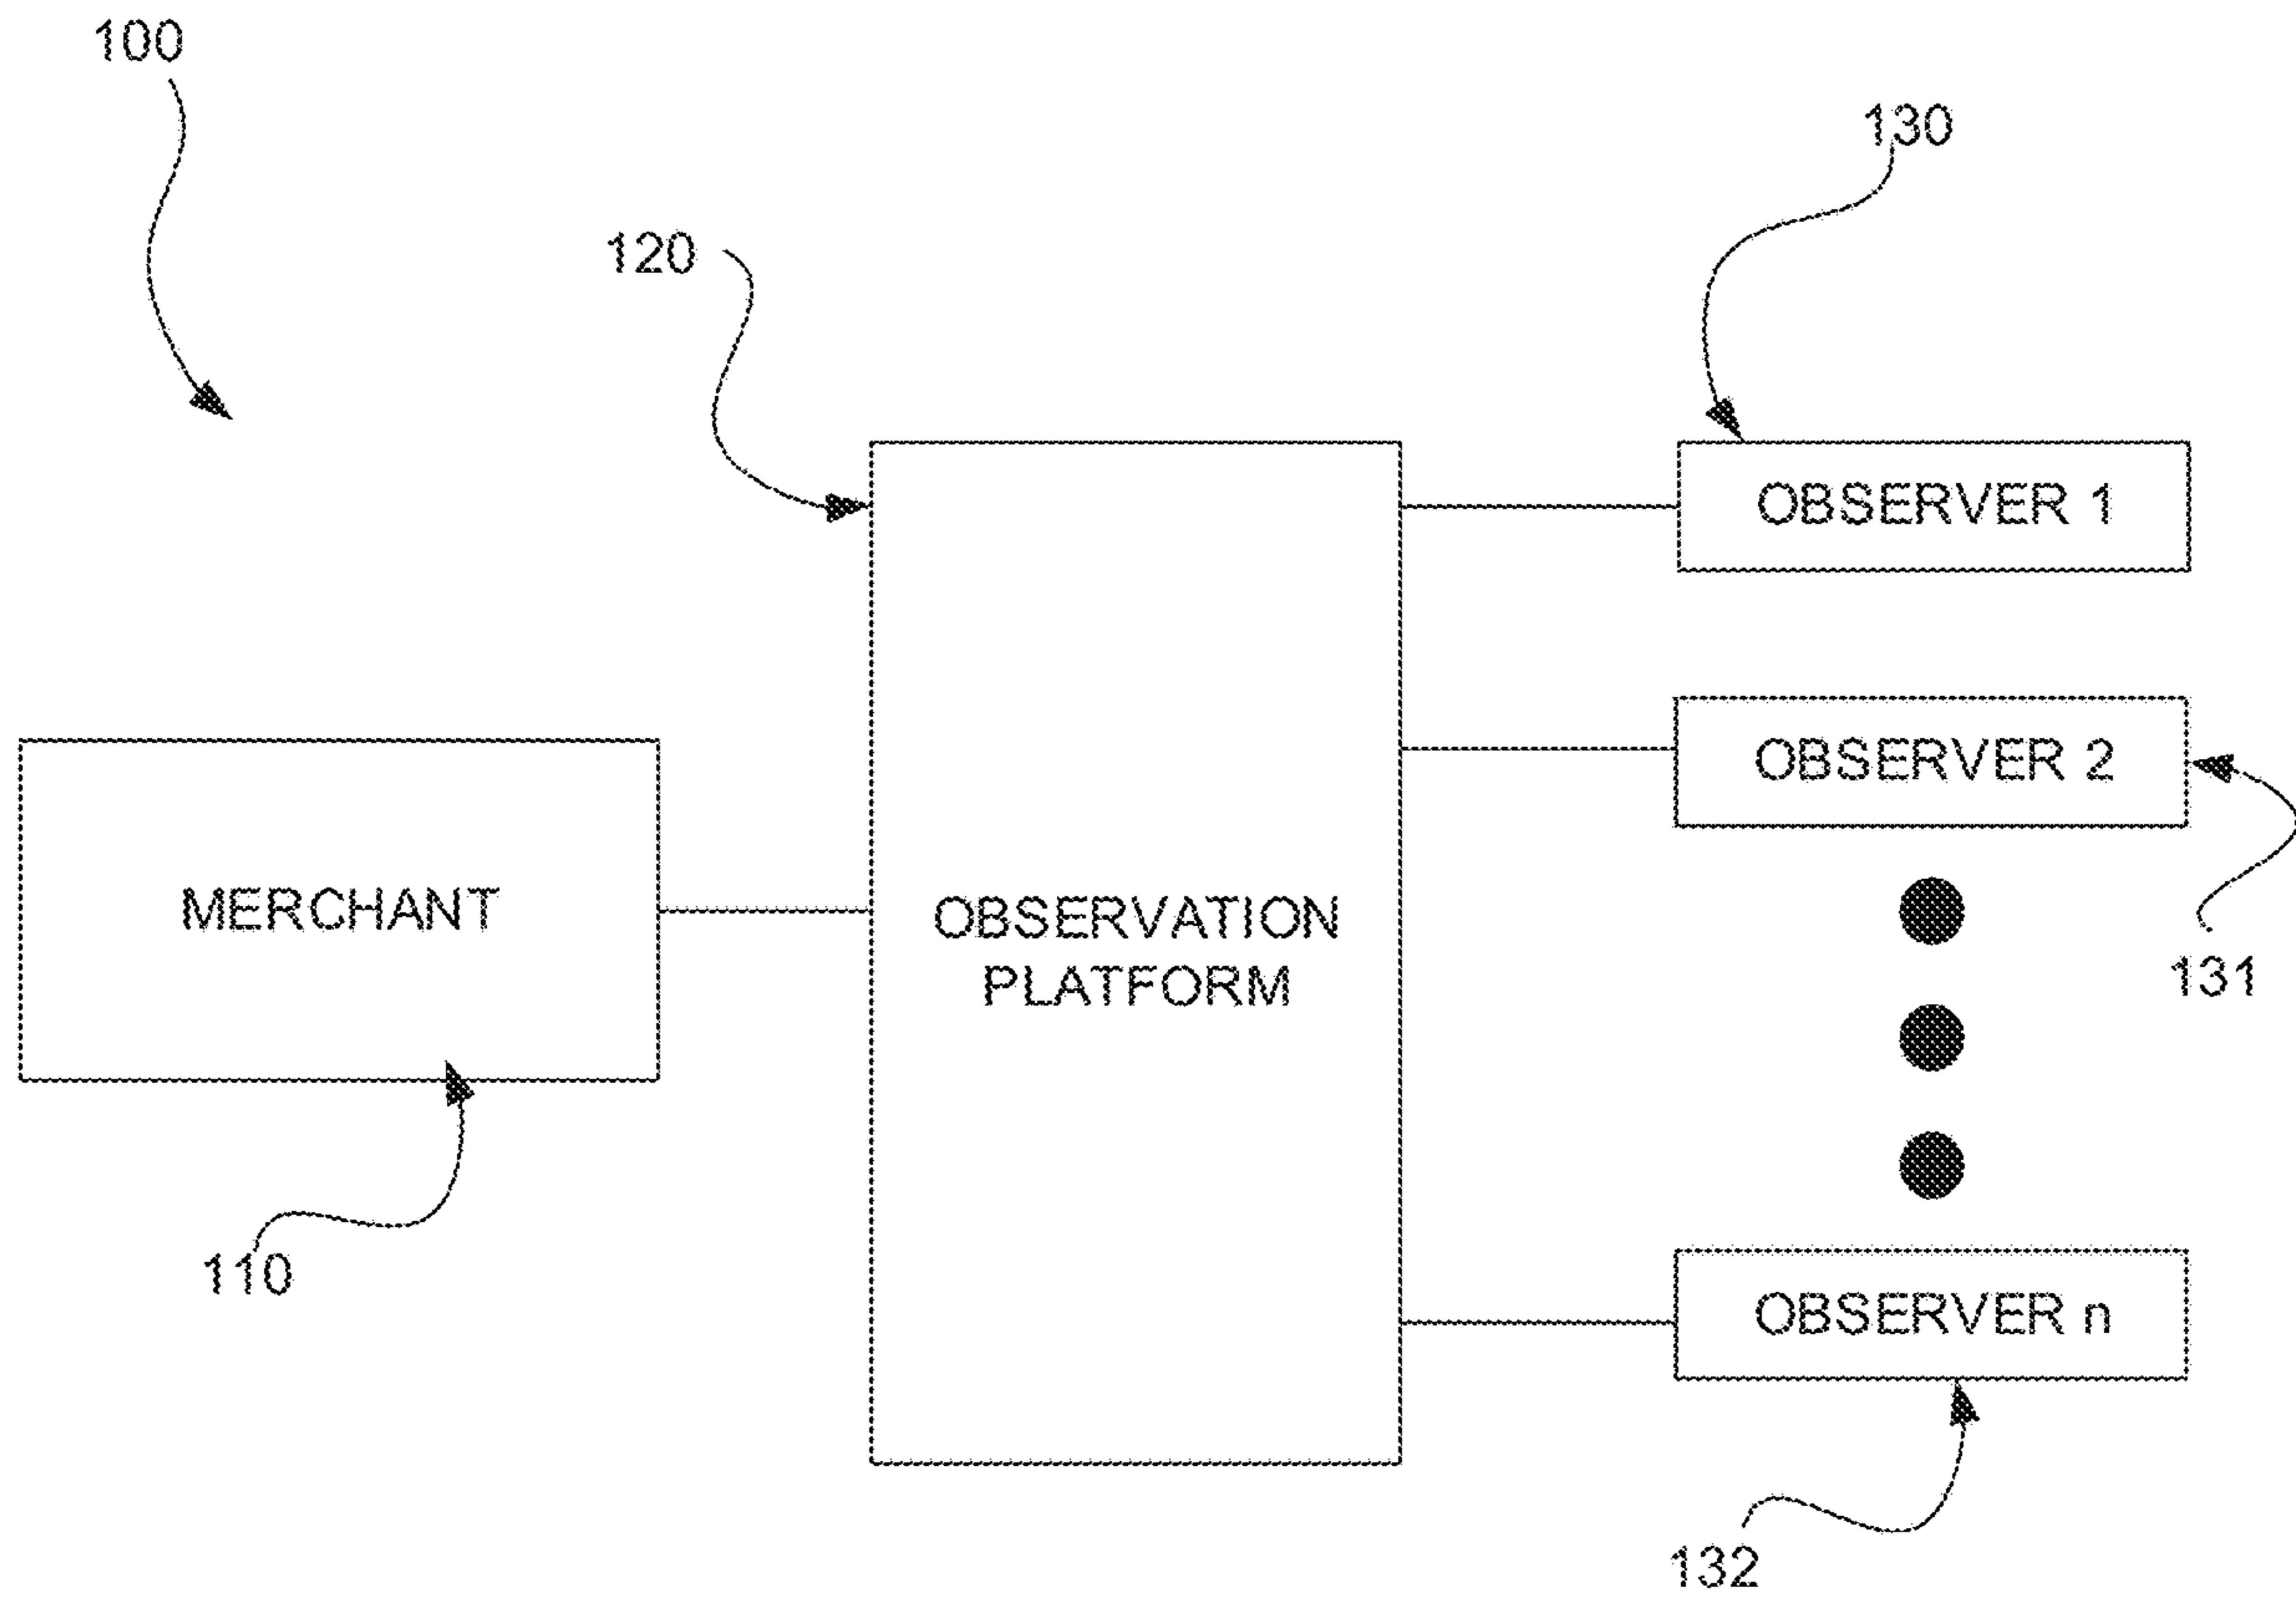 100
130
120
OBSERVER 1
OBSERVER 2
MERCHANT
OBSERVATION
PLATFORM
131
110
OBSERVER n
132